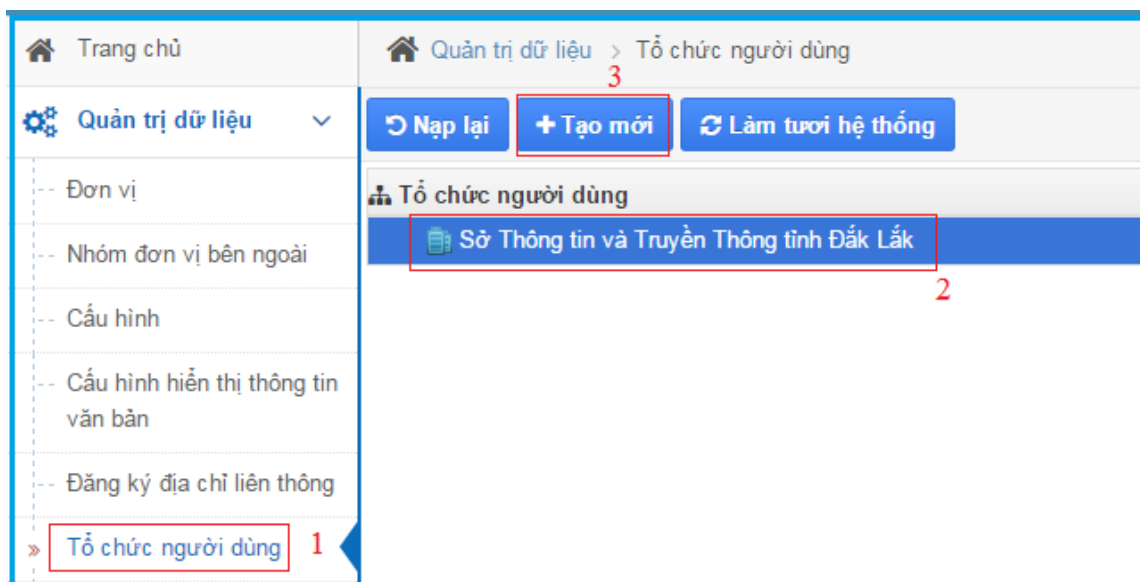 Trang chủ
Quản trị dữ liệu
Đơn vị
Nhóm đơn vị bên ngoài
Cấu hình
Cấu hình hiển thị thông tin
văn bản
Đăng ký địa chỉ liên thông
» Tổ chức người dùng 1
Quản trị dữ liệu > Tổ chức người dùng
3
Nạp lại + Tạo mới Làm tươi hệ thống
Tổ chức người dùng
Sở Thông tin và Truyền Thông tỉnh Đắk Lắk
2